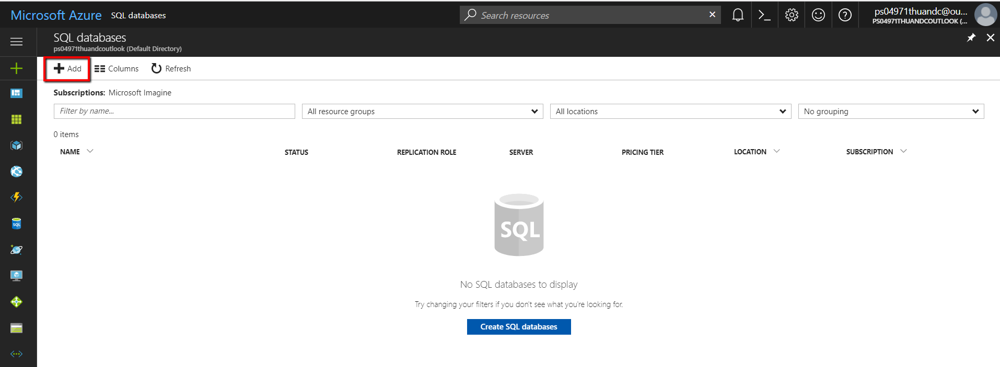 Microsoft Azure SQL databases Search resources ps04971thuandc@ou...
PS04971THUANDCOUTLOOK (...
SQL databases
ps04971thuandcoutlook (Default Directory)
Add Columns Refresh
Subscriptions: Microsoft Imagine
Filter by name... All resource groups All locations No grouping
0 items
NAME STATUS REPLICATION ROLE SERVER PRICING TIER LOCATION SUBSCRIPTION
SQL
SQL
No SQL databases to display
Try changing your filters if you don't see what you're looking for.
Create SQL databases